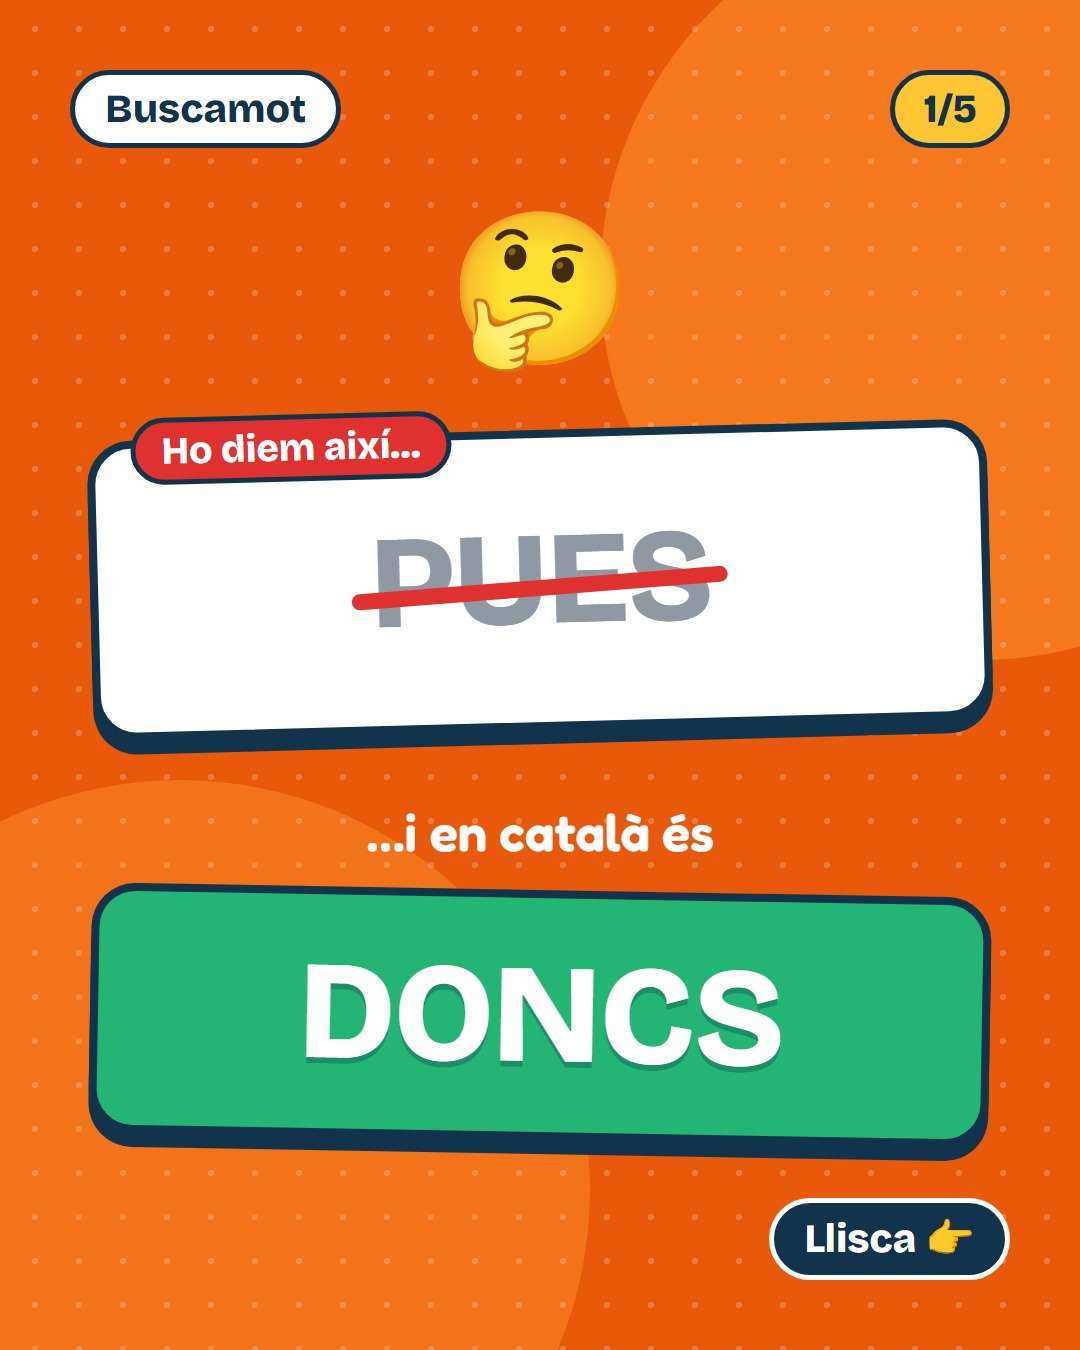 Buscamot
1/5
Ho diem així...
PUES
...i en català és
DONCS
Llisca 👉